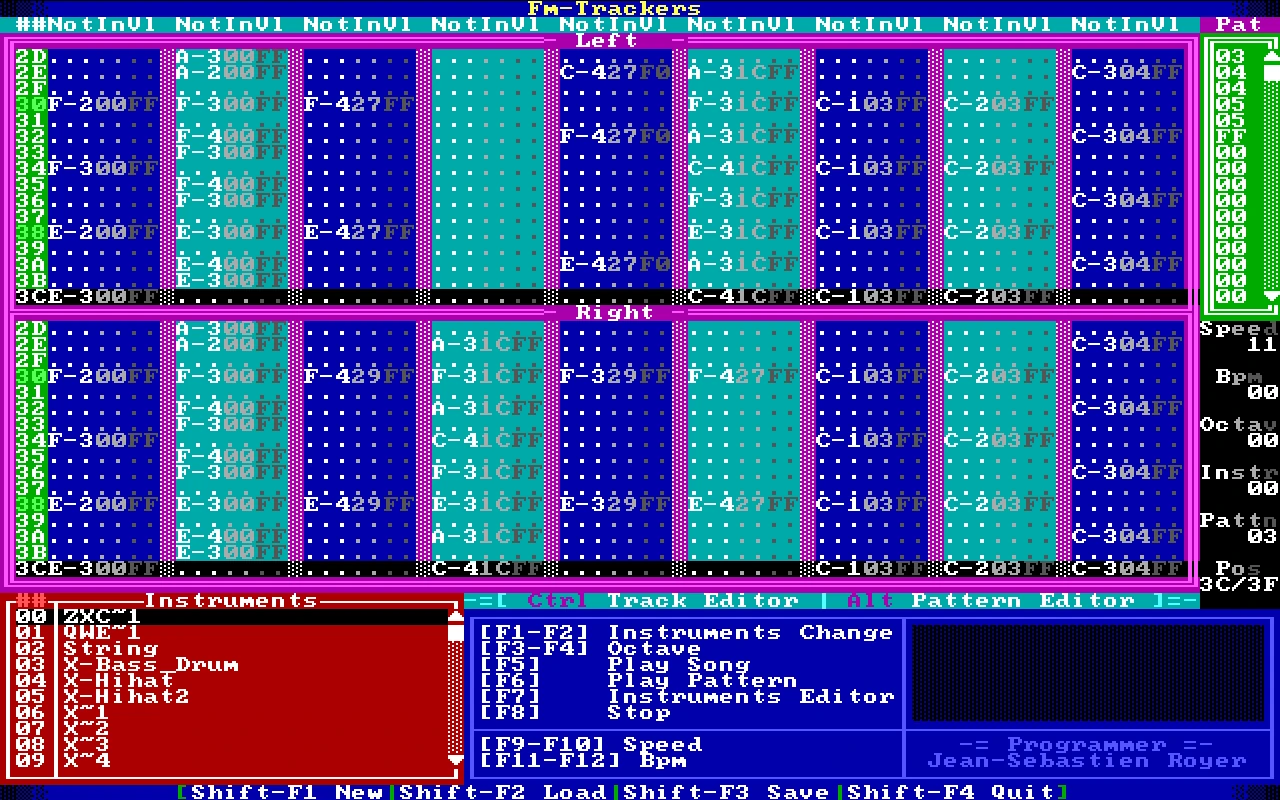 Fm-Trackers
##NotInVl NotInVl NotInVl NotInVl NotInVl NotInVl NotInVl NotInVl NotInVl Pat
Left
2D ....... A-300FF ....... ....... ....... ....... ....... ....... ....... 03
2E ....... A-200FF ....... ....... C-427F0 A-31CFF ....... ....... C-304FF 04
2F ....... ....... ....... ....... ....... ....... ....... ....... ....... 04
30F-200FF F-300FF F-427FF ....... ....... F-31CFF C-103FF C-203FF ....... 05
31 ....... ....... ....... ....... ....... ....... ....... ....... ....... 05
32 ....... F-400FF ....... ....... F-427F0 A-31CFF ....... ....... C-304FF FF
33 ....... F-300FF ....... ....... ....... ....... ....... ....... ....... 00
34F-300FF ....... ....... ....... ....... C-41CFF C-103FF C-203FF ....... 00
35 ....... F-400FF ....... ....... ....... ....... ....... ....... ....... 00
36 ....... F-300FF ....... ....... ....... F-31CFF ....... ....... C-304FF 00
37 ....... ....... ....... ....... ....... ....... ....... ....... ....... 00
38E-200FF E-300FF E-427FF ....... ....... E-31CFF C-103FF C-203FF ....... 00
39 ....... ....... ....... ....... ....... ....... ....... ....... ....... 00
3A ....... E-400FF ....... ....... E-427F0 A-31CFF ....... ....... C-304FF 00
3B ....... E-300FF ....... ....... ....... ....... ....... ....... ....... 00
3CE-300FF ....... ....... ....... ....... C-41CFF C-103FF C-203FF ....... 00
Right
2D ....... A-300FF ....... ....... ....... ....... ....... ....... ....... Speed
2E ....... A-200FF ....... A-31CFF ....... ....... ....... ....... C-304FF 11
2F ....... ....... ....... ....... ....... ....... ....... ....... .......
30F-200FF F-300FF F-429FF F-31CFF F-329FF F-427FF C-103FF C-203FF ....... Bpm
31 ....... ....... ....... ....... ....... ....... ....... ....... ....... 00
32 ....... F-400FF ....... A-31CFF ....... ....... ....... ....... C-304FF
33 ....... F-300FF ....... ....... ....... ....... ....... ....... ....... Octav
34F-300FF ....... ....... C-41CFF ....... ....... C-103FF C-203FF ....... 00
35 ....... F-400FF ....... ....... ....... ....... ....... ....... .......
36 ....... F-300FF ....... F-31CFF ....... ....... ....... ....... C-304FF Instr
37 ....... ....... ....... ....... ....... ....... ....... ....... ....... 00
38E-200FF E-300FF E-429FF E-31CFF E-329FF E-427FF C-103FF C-203FF .......
39 ....... ....... ....... ....... ....... ....... ....... ....... ....... Pattn
3A ....... E-400FF ....... A-31CFF ....... ....... ....... ....... C-304FF 03
3B ....... E-300FF ....... ....... ....... ....... ....... ....... .......
3CE-300FF ....... ....... C-41CFF ....... ....... C-103FF C-203FF C-304FF Pos
3C/3F
## Instruments
00 ZXC~1
01 QWE~1
02 String
03 X-Bass_Drum
04 X-Hihat
05 X-Hihat2
06 X~1
07 X~2
08 X~3
09 X~4
-=[ Ctrl Track Editor | Alt Pattern Editor ]=-
[F1-F2] Instruments Change
[F3-F4] Octave
[F5] Play Song
[F6] Play Pattern
[F7] Instruments Editor
[F8] Stop
[F9-F10] Speed
[F11-F12] Bpm
-= Programmer =-
Jean-Sebastien Royer
[Shift-F1 New|Shift-F2 Load|Shift-F3 Save|Shift-F4 Quit]